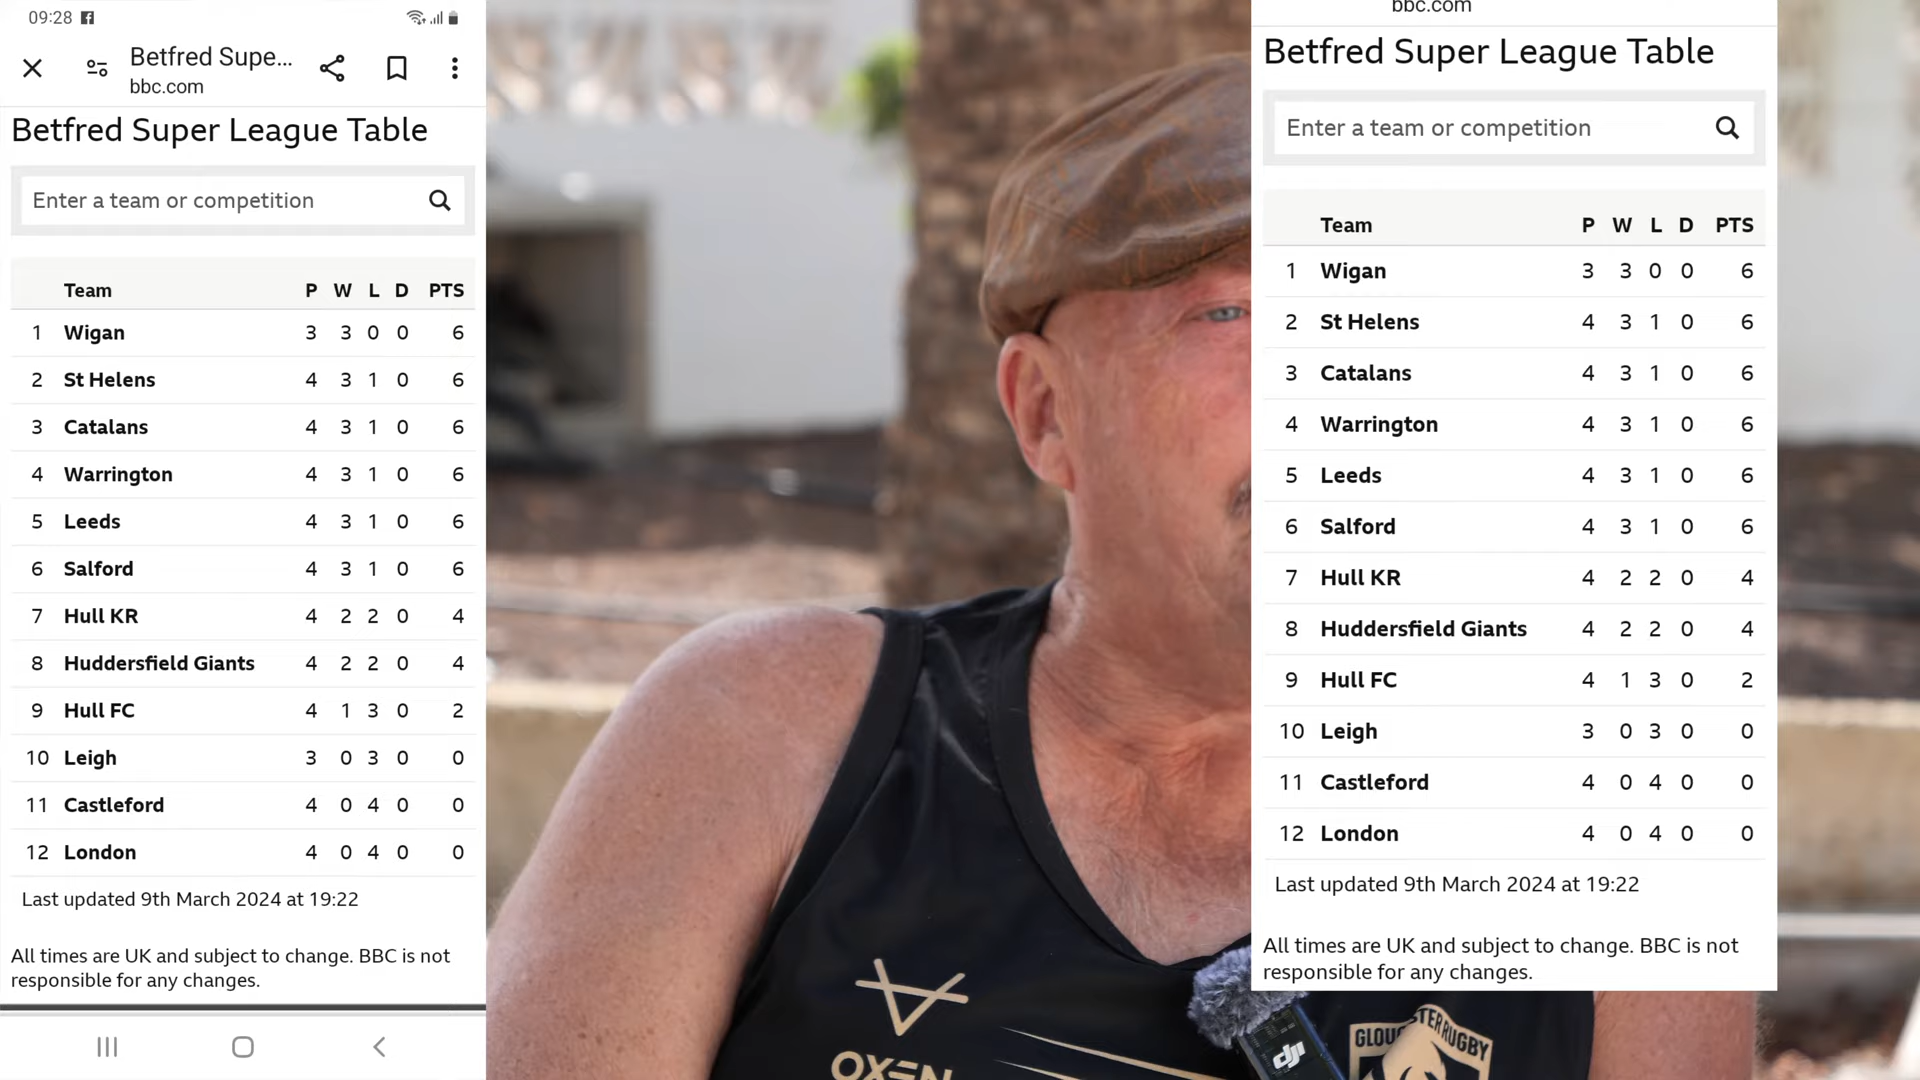 09:28
Betfred Supe...
bbc.com
Betfred Super League Table
Enter a team or competition
Team P W L D PTS
1 Wigan 3 3 0 0 6
2 St Helens 4 3 1 0 6
3 Catalans 4 3 1 0 6
4 Warrington 4 3 1 0 6
5 Leeds 4 3 1 0 6
6 Salford 4 3 1 0 6
7 Hull KR 4 2 2 0 4
8 Huddersfield Giants 4 2 2 0 4
9 Hull FC 4 1 3 0 2
10 Leigh 3 0 3 0 0
11 Castleford 4 0 4 0 0
12 London 4 0 4 0 0
Last updated 9th March 2024 at 19:22
All times are UK and subject to change. BBC is not
responsible for any changes.
OXEN
dji
GLOUCESTER RUGBY
bbc.com
Betfred Super League Table
Enter a team or competition
Team P W L D PTS
1 Wigan 3 3 0 0 6
2 St Helens 4 3 1 0 6
3 Catalans 4 3 1 0 6
4 Warrington 4 3 1 0 6
5 Leeds 4 3 1 0 6
6 Salford 4 3 1 0 6
7 Hull KR 4 2 2 0 4
8 Huddersfield Giants 4 2 2 0 4
9 Hull FC 4 1 3 0 2
10 Leigh 3 0 3 0 0
11 Castleford 4 0 4 0 0
12 London 4 0 4 0 0
Last updated 9th March 2024 at 19:22
All times are UK and subject to change. BBC is not
responsible for any changes.